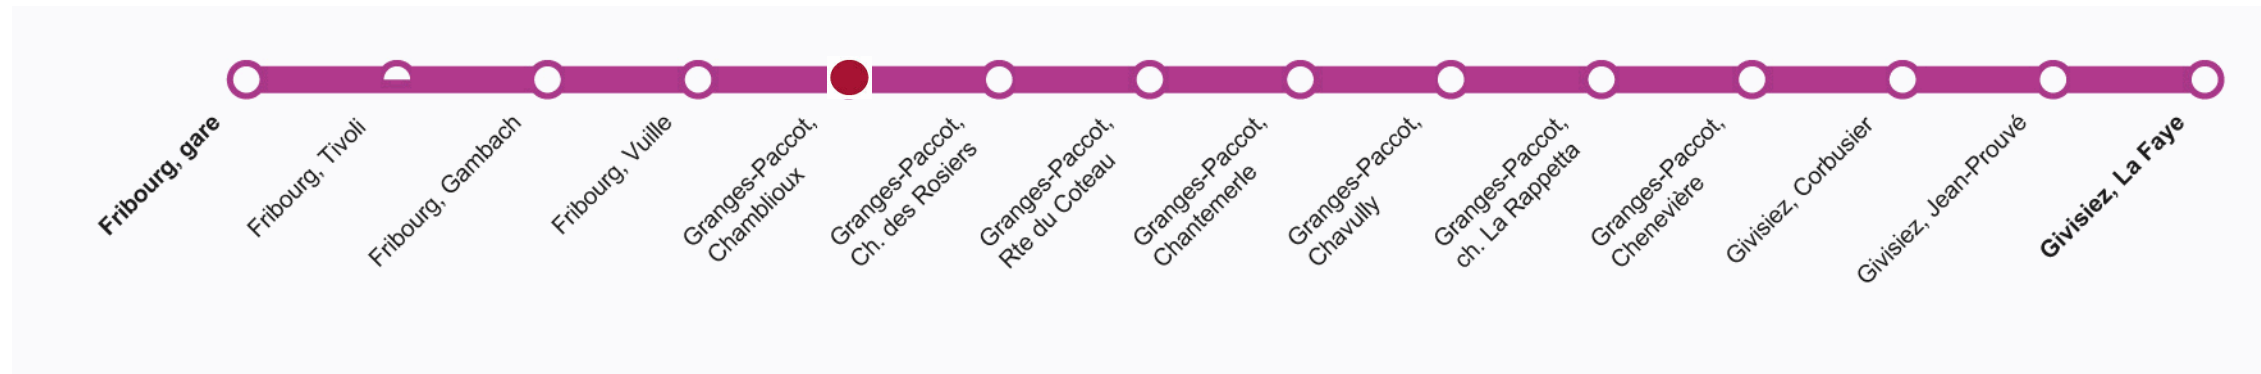 Fribourg, gare
Fribourg, Tivoli
Fribourg, Gambach
Fribourg, Vuille
Granges-Paccot,
Chamblioux
Granges-Paccot,
Ch. des Rosiers
Granges-Paccot,
Rte du Coteau
Granges-Paccot,
Chantemerle
Granges-Paccot,
Chavully
Granges-Paccot,
ch. La Rappetta
Granges-Paccot,
Chenevière
Givisiez, Corbusier
Givisiez, Jean-Prouvé
Givisiez, La Faye